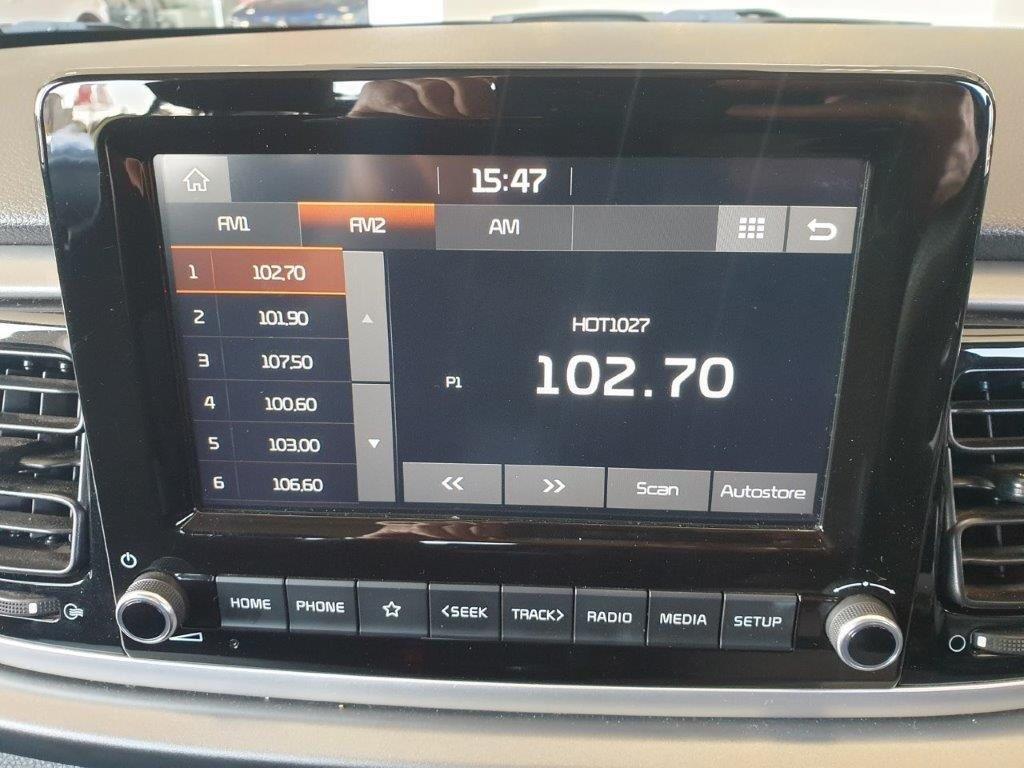 15:47
FM1 FM2 AM
1 102.70
2 101.90
3 107.50
4 100.60
5 103.00
6 106.60
HOT1027
P1 102.70
<< >> Scan Autostore
HOME PHONE <SEEK TRACK> RADIO MEDIA SETUP